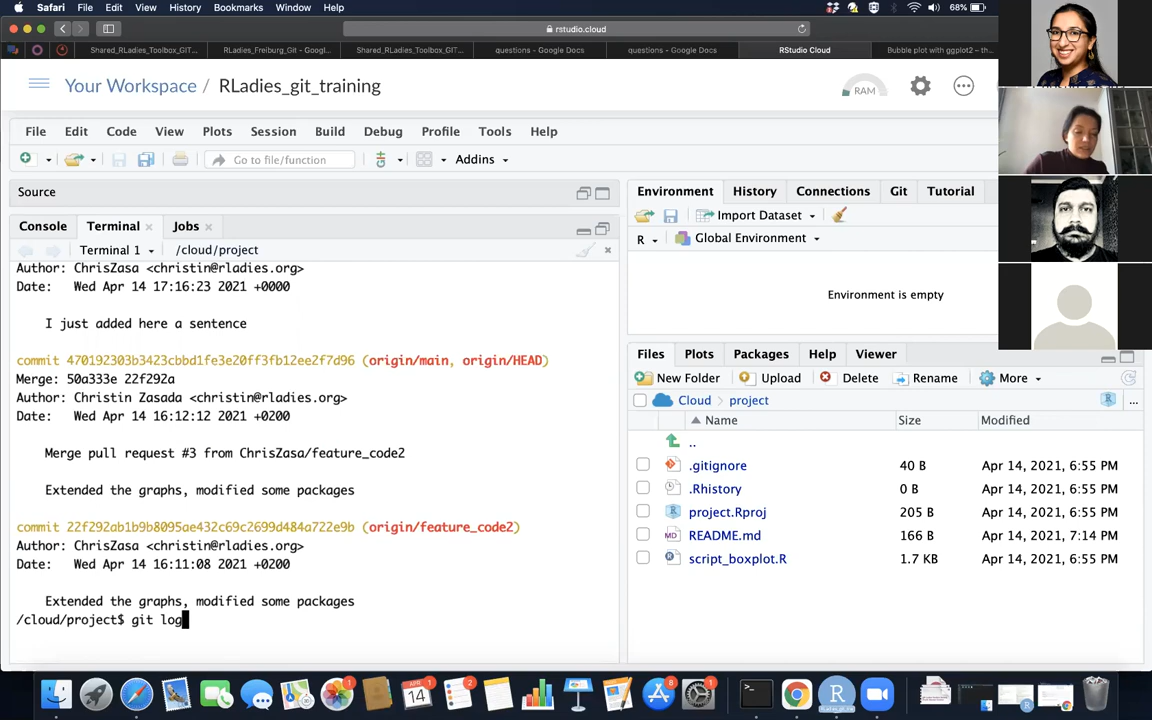 Safari File Edit View History Bookmarks Window Help 68%
rstudio.cloud
Shared_RLadies_Toolbox_GIT... RLadies_Freiburg_Git - Googl... Shared_RLadies_Toolbox_GIT... questions - Google Docs questions - Google Docs RStudio Cloud Bubble plot with ggplot2 – th...
Your Workspace / RLadies_git_training
RAM
File Edit Code View Plots Session Build Debug Profile Tools Help
Go to file/function Addins
Source
Console Terminal Jobs
Terminal 1 /cloud/project
Author: ChrisZasa <christin@rladies.org>
Date: Wed Apr 14 17:16:23 2021 +0000
I just added here a sentence
commit 470192303b3423cbbd1fe3e20ff3fb12ee2f7d96 (origin/main, origin/HEAD)
Merge: 50a333e 22f292a
Author: Christin Zasada <christin@rladies.org>
Date: Wed Apr 14 16:12:12 2021 +0200
Merge pull request #3 from ChrisZasa/feature_code2
Extended the graphs, modified some packages
commit 22f292ab1b9b8095ae432c69c2699d484a722e9b (origin/feature_code2)
Author: ChrisZasa <christin@rladies.org>
Date: Wed Apr 14 16:11:08 2021 +0200
Extended the graphs, modified some packages
/cloud/project$ git log
Environment History Connections Git Tutorial
Import Dataset
R Global Environment
Environment is empty
Files Plots Packages Help Viewer
New Folder Upload Delete Rename More
Cloud project ...
Name Size Modified
..
.gitignore 40 B Apr 14, 2021, 6:55 PM
.Rhistory 0 B Apr 14, 2021, 6:55 PM
project.Rproj 205 B Apr 14, 2021, 6:55 PM
README.md 166 B Apr 14, 2021, 7:14 PM
script_boxplot.R 1.7 KB Apr 14, 2021, 6:55 PM